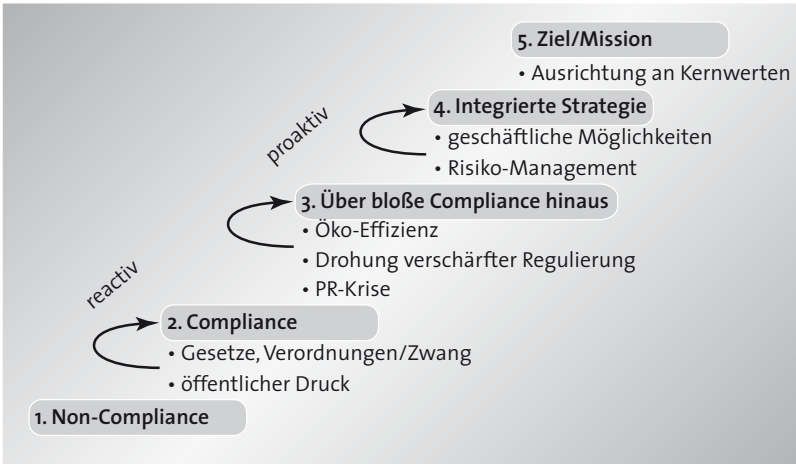 5. Ziel/Mission
• Ausrichtung an Kernwerten
proaktiv
4. Integrierte Strategie
• geschäftliche Möglichkeiten
• Risiko-Management
3. Über bloße Compliance hinaus
• Öko-Effizienz
• Drohung verschärfter Regulierung
• PR-Krise
reactiv
2. Compliance
• Gesetze, Verordnungen/Zwang
• öffentlicher Druck
1. Non-Compliance